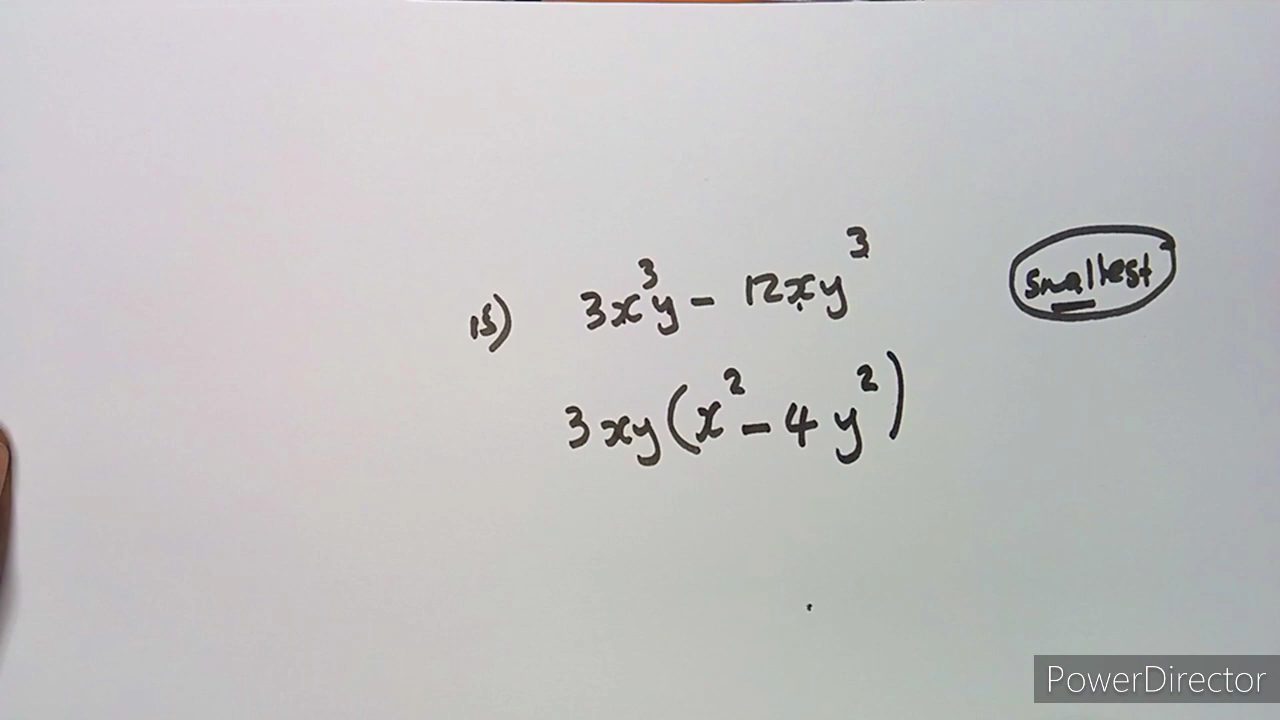 15) 3x³y - 12xy³
smallest
3xy(x² - 4y²)
PowerDirector